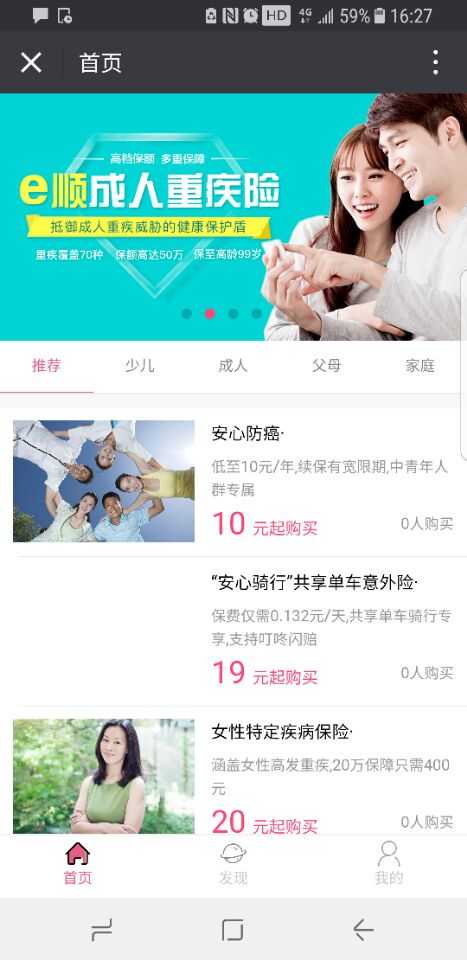 HD 4G 59% 16:27
首页
高档保额 多重保障
e顺成人重疾险
抵御成人重疾威胁的健康保护盾
重疾覆盖70种 保额高达50万 保至高龄99岁
推荐 少儿 成人 父母 家庭
安心防癌·
低至10元/年,续保有宽限期,中青年人
群专属
10 元起购买 0人购买
“安心骑行”共享单车意外险·
保费仅需0.132元/天,共享单车骑行专
享,支持叮咚闪赔
19 元起购买 0人购买
女性特定疾病保险·
涵盖女性高发重疾,20万保障只需400
元
20 元起购买 0人购买
首页 发现 我的